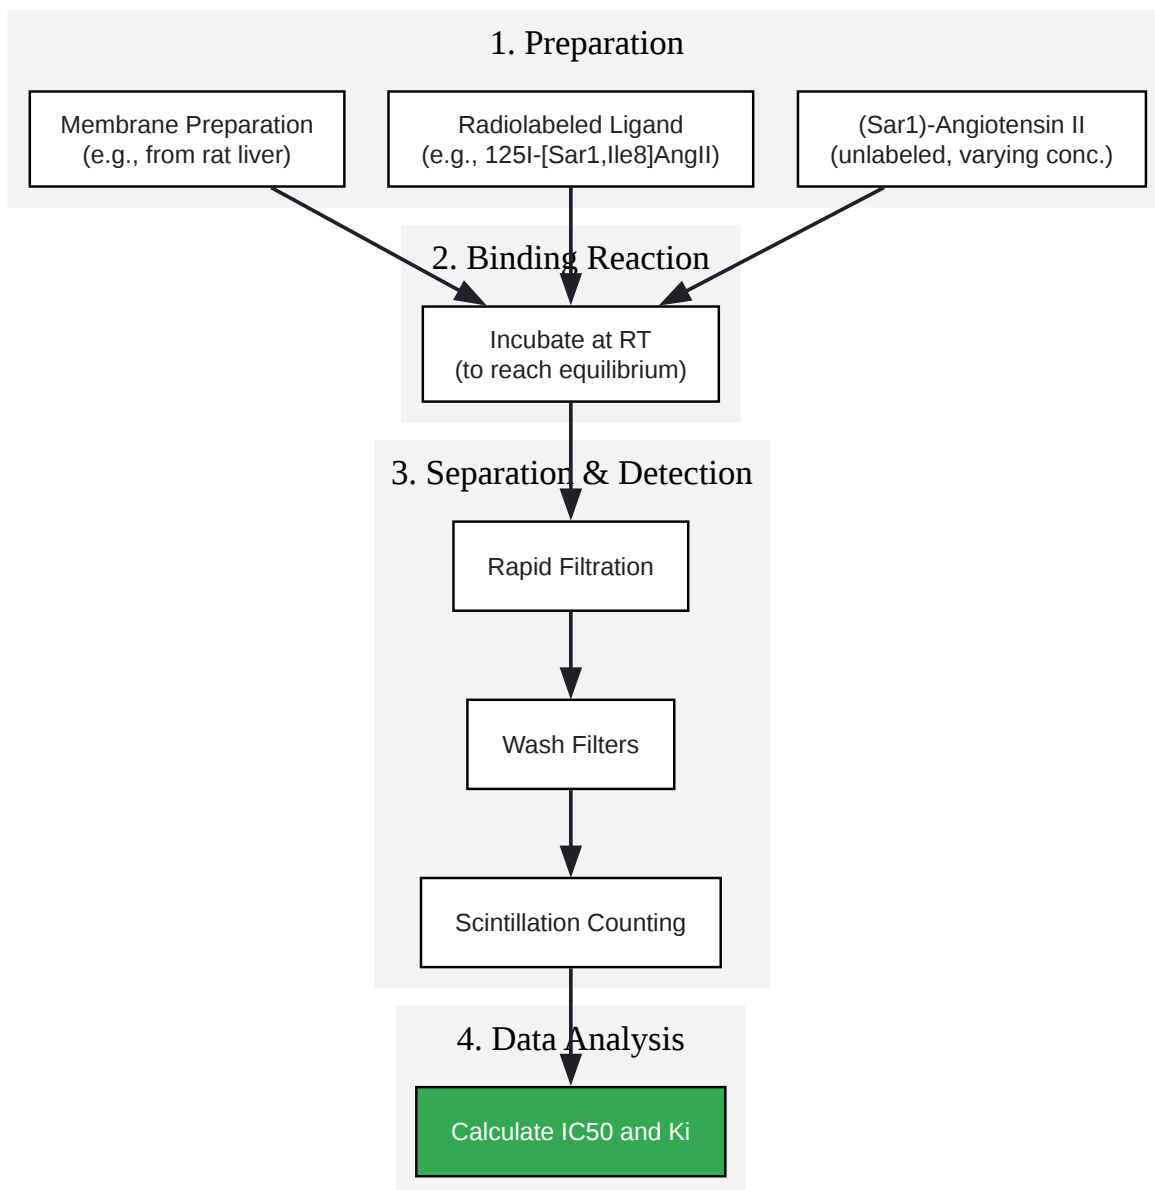 1. Preparation
Membrane Preparation
(e.g., from rat liver)
Radiolabeled Ligand
(e.g., 125I-[Sar1,Ile8]AngII)
(Sar1)-Angiotensin II
(unlabeled, varying conc.)
2. Binding Reaction
Incubate at RT
(to reach equilibrium)
3. Separation & Detection
Rapid Filtration
Wash Filters
Scintillation Counting
4. Data Analysis
Calculate IC50 and Ki